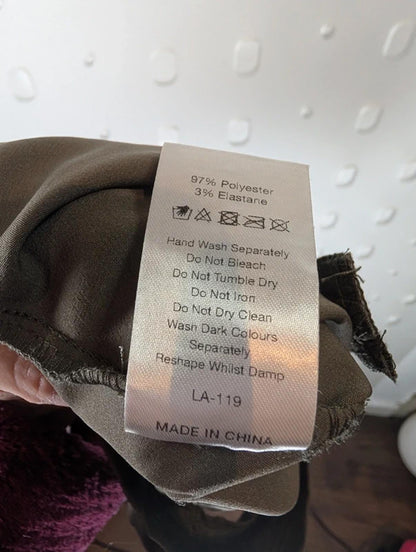 97% Polyester
3% Elastane
Hand Wash Separately
Do Not Bleach
Do Not Tumble Dry
Do Not Iron
Do Not Dry Clean
Wash Dark Colours
Separately
Reshape Whilst Damp
LA-119
MADE IN CHINA